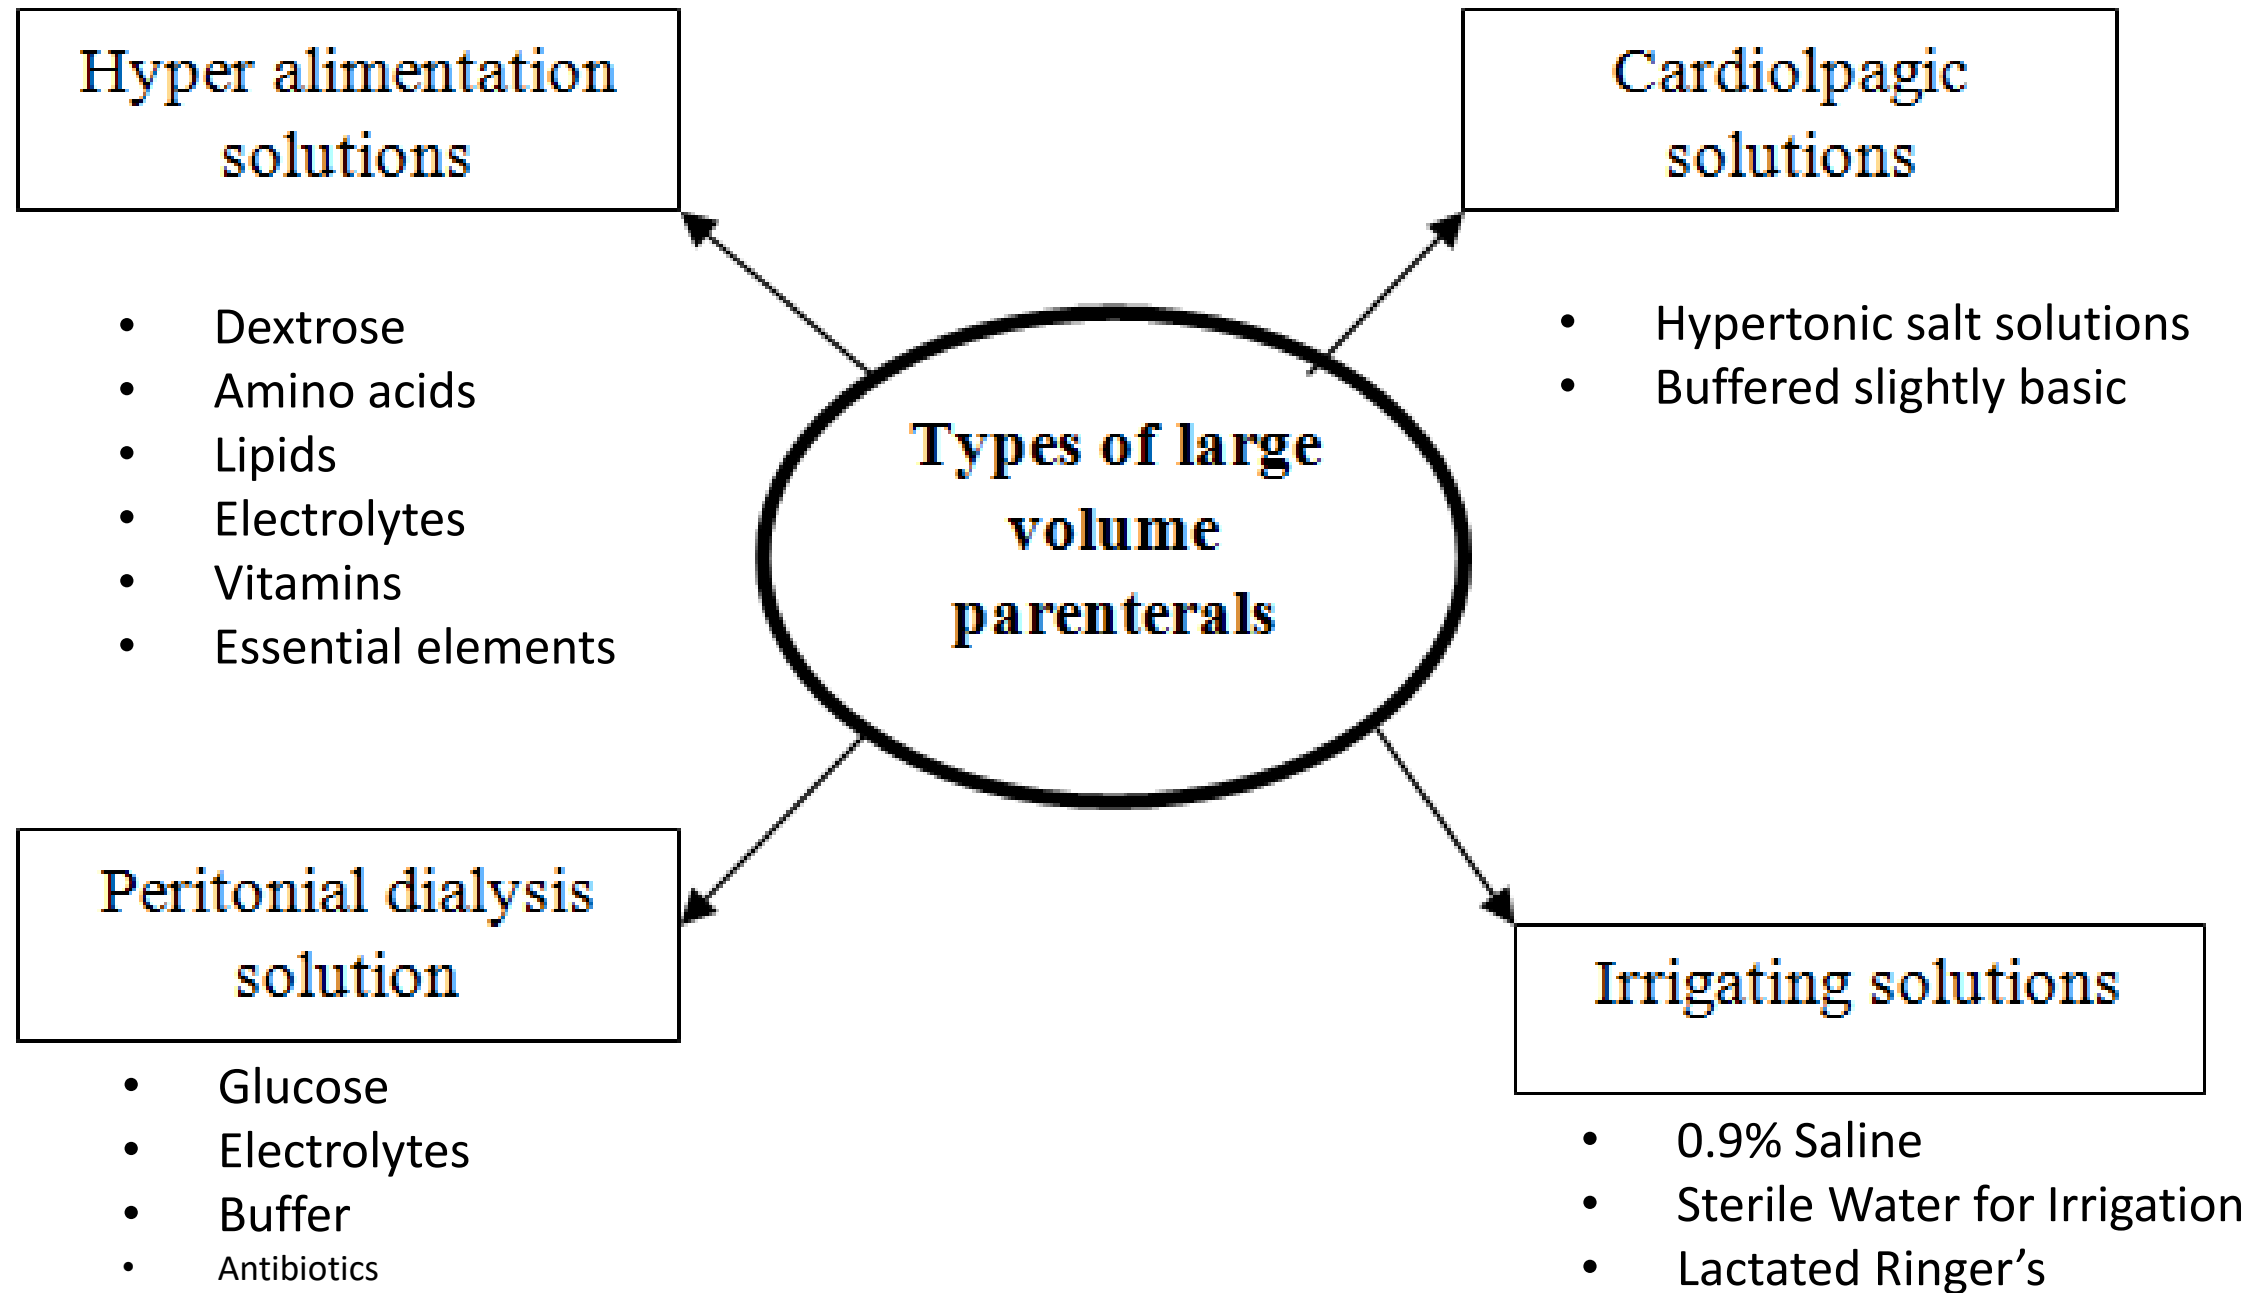 Hyper alimentation
solutions
• Dextrose
• Amino acids
• Lipids
• Electrolytes
• Vitamins
• Essential elements
Cardiolpagic
solutions
• Hypertonic salt solutions
• Buffered slightly basic
Types of large
volume
parenterals
Peritonial dialysis
solution
• Glucose
• Electrolytes
• Buffer
• Antibiotics
Irrigating solutions
• 0.9% Saline
• Sterile Water for Irrigation
• Lactated Ringer’s